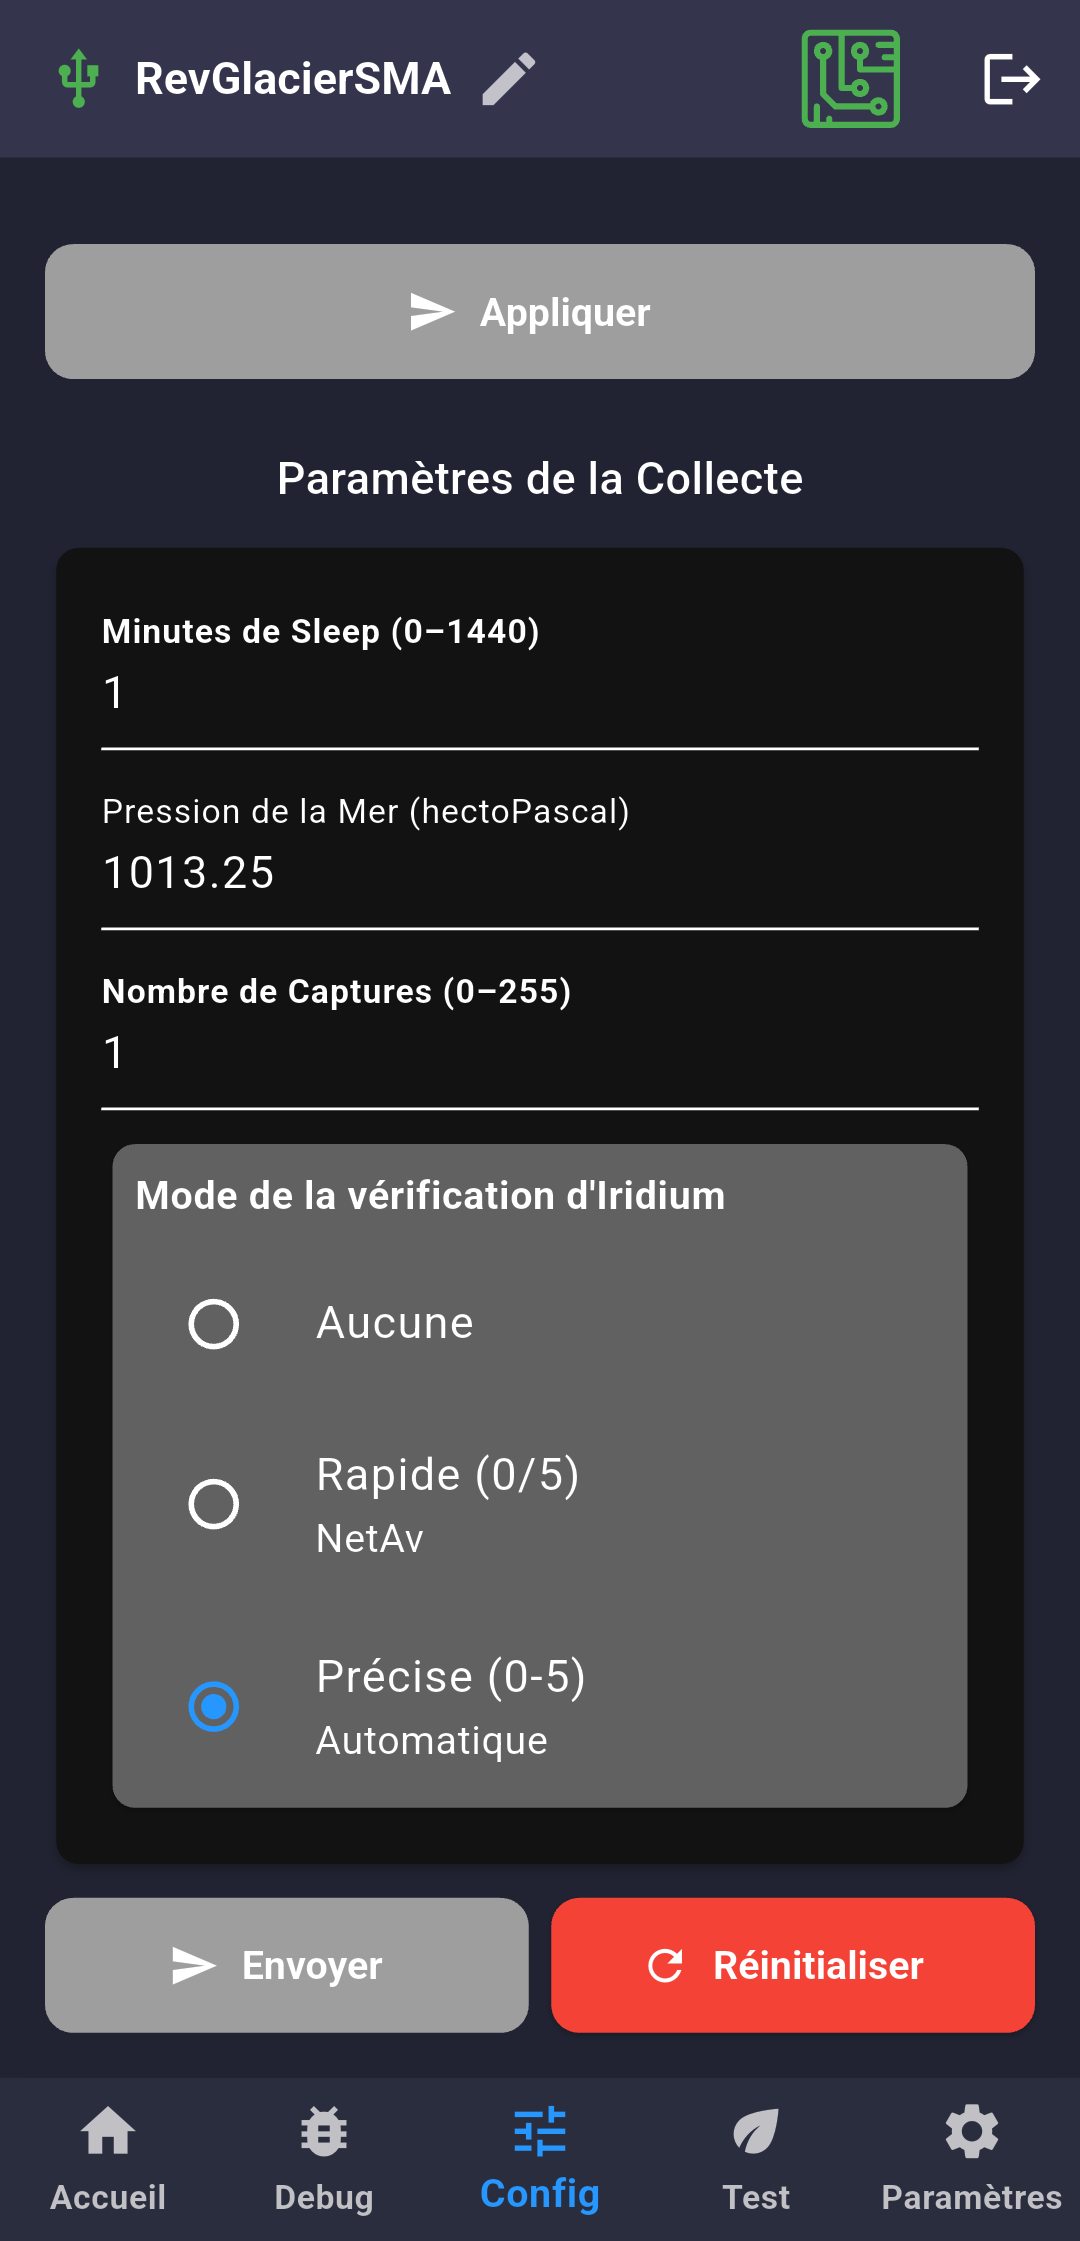 RevGlacierSMA
Appliquer
Paramètres de la Collecte
Minutes de Sleep (0–1440)
1
Pression de la Mer (hectoPascal)
1013.25
Nombre de Captures (0–255)
1
Mode de la vérification d'Iridium
Aucune
Rapide (0/5)
NetAv
Précise (0-5)
Automatique
Envoyer
Réinitialiser
Accueil
Debug
Config
Test
Paramètres